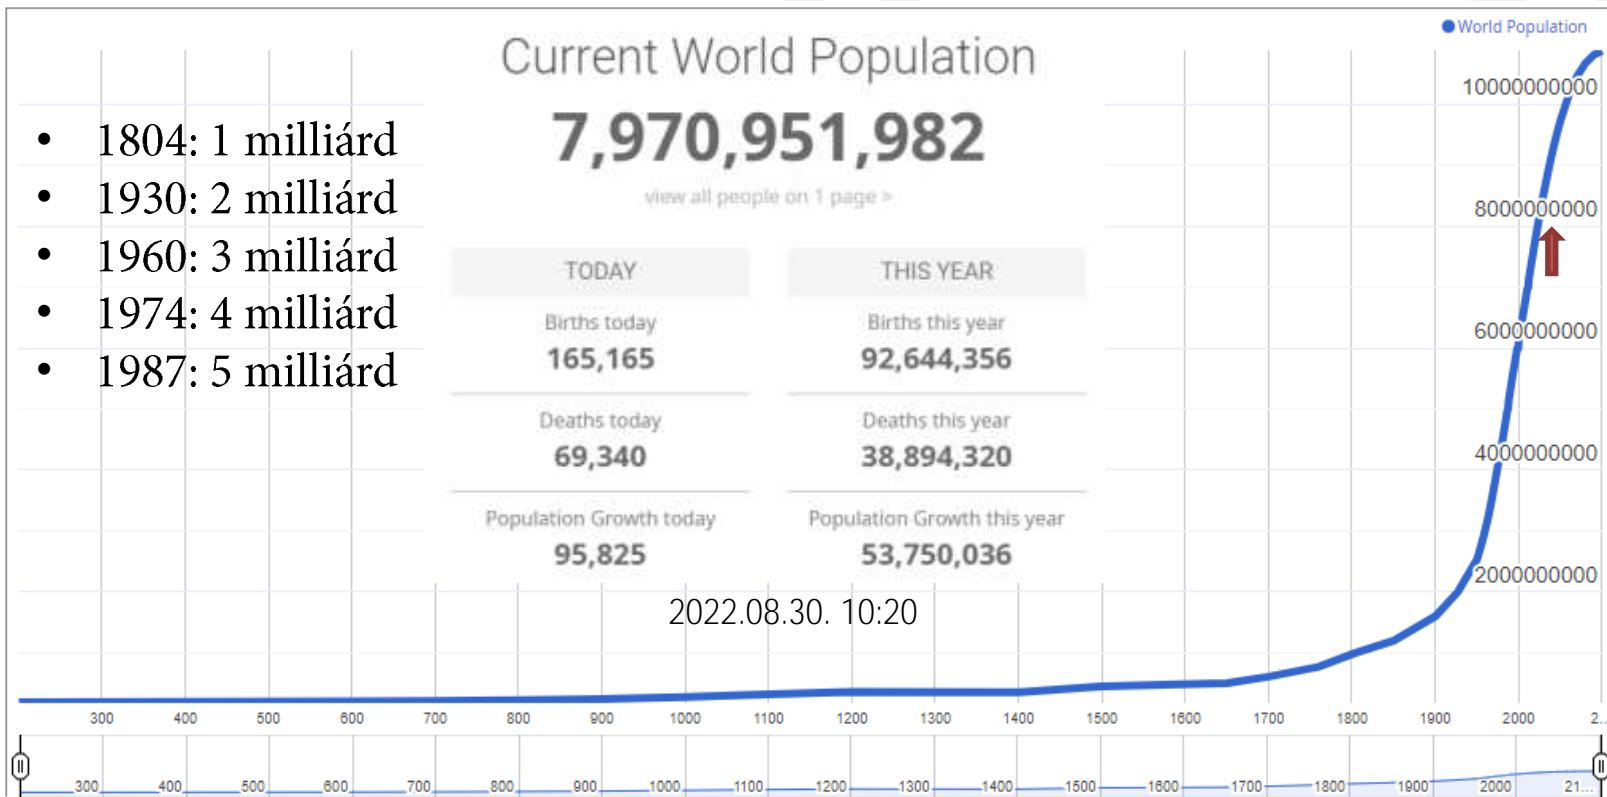 World Population
Current World Population
7,970,951,982
view all people on 1 page >
• 1804: 1 milliárd
• 1930: 2 milliárd
• 1960: 3 milliárd
• 1974: 4 milliárd
• 1987: 5 milliárd
TODAY
Births today
165,165
Deaths today
69,340
Population Growth today
95,825
THIS YEAR
Births this year
92,644,356
Deaths this year
38,894,320
Population Growth this year
53,750,036
2022.08.30. 10:20
10000000000
8000000000
6000000000
4000000000
2000000000
300 400 500 600 700 800 900 1000 1100 1200 1300 1400 1500 1600 1700 1800 1900 2000 2...
300 400 500 600 700 800 900 1000 1100 1200 1300 1400 1500 1600 1700 1800 1900 2000 21...